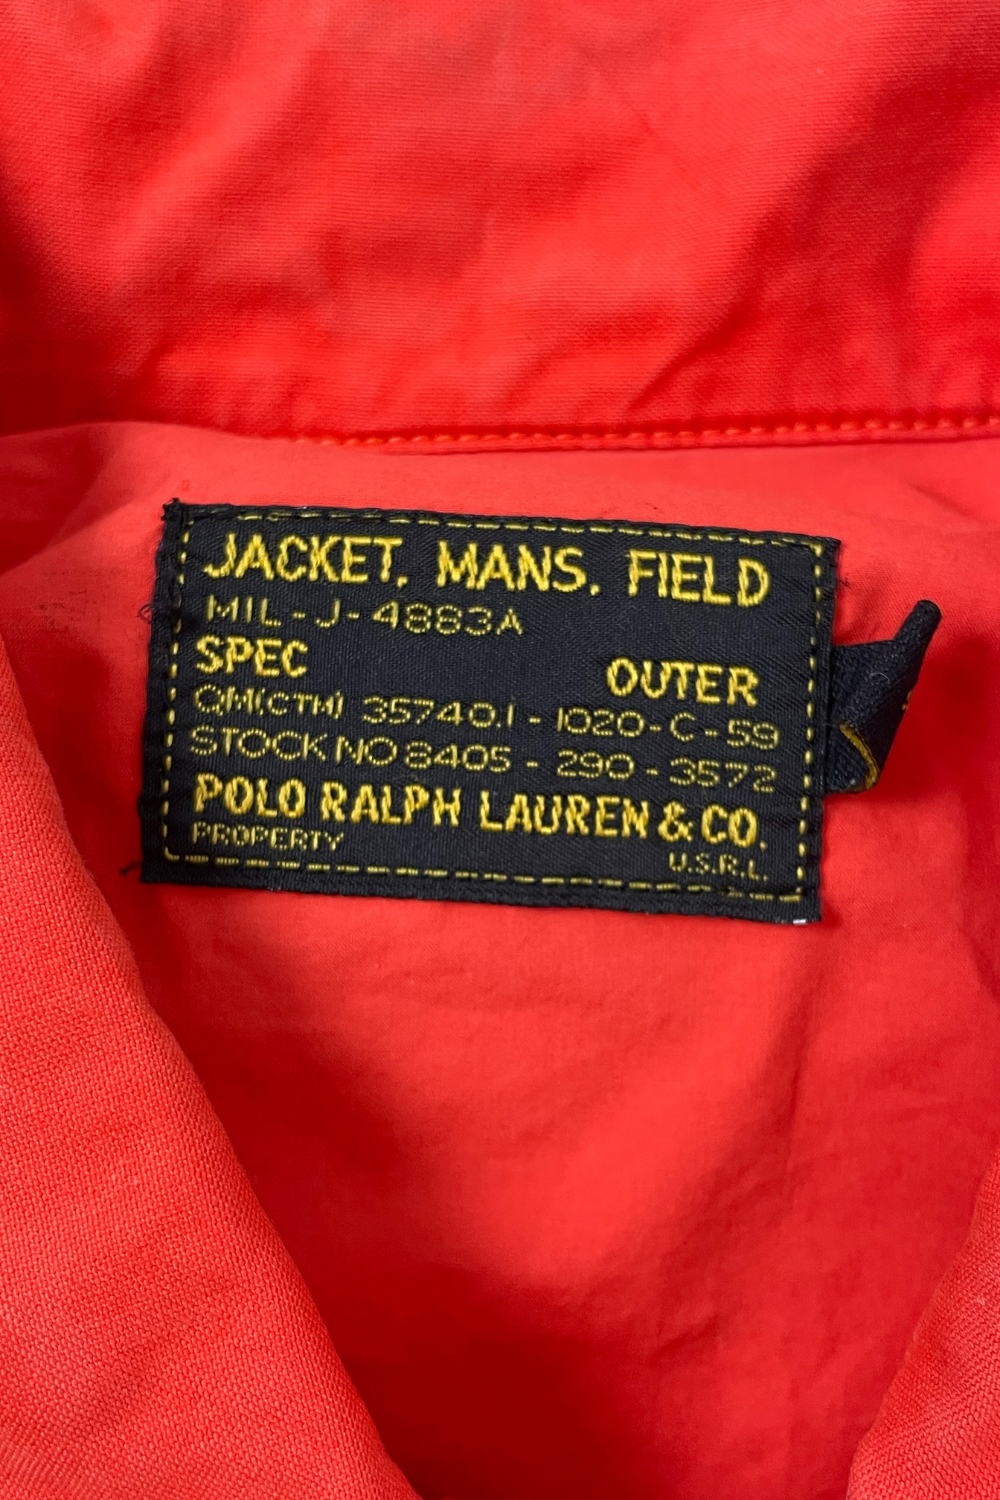 JACKET, MANS, FIELD
MIL - J - 4883A
SPEC OUTER
QM(CTM) 35740.1 - 1020 - C - 59
STOCK NO 8405 - 290 - 3572
POLO RALPH LAUREN & CO.
PROPERTY U.S.R.L.